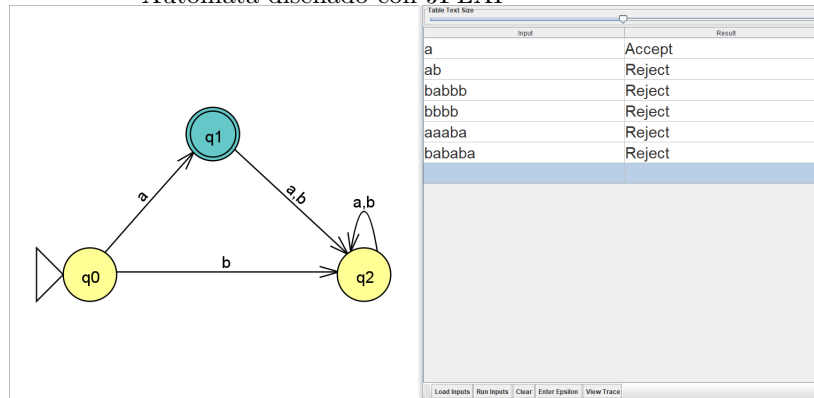 Automata diseñado con JFLAP
Table Text Size
Input Result
a Accept
ab Reject
babbb Reject
bbbb Reject
aaaba Reject
bababa Reject
q1
a
a,b
a,b
q0
b
q2
Load Inputs Run Inputs Clear Enter Epsilon View Trace